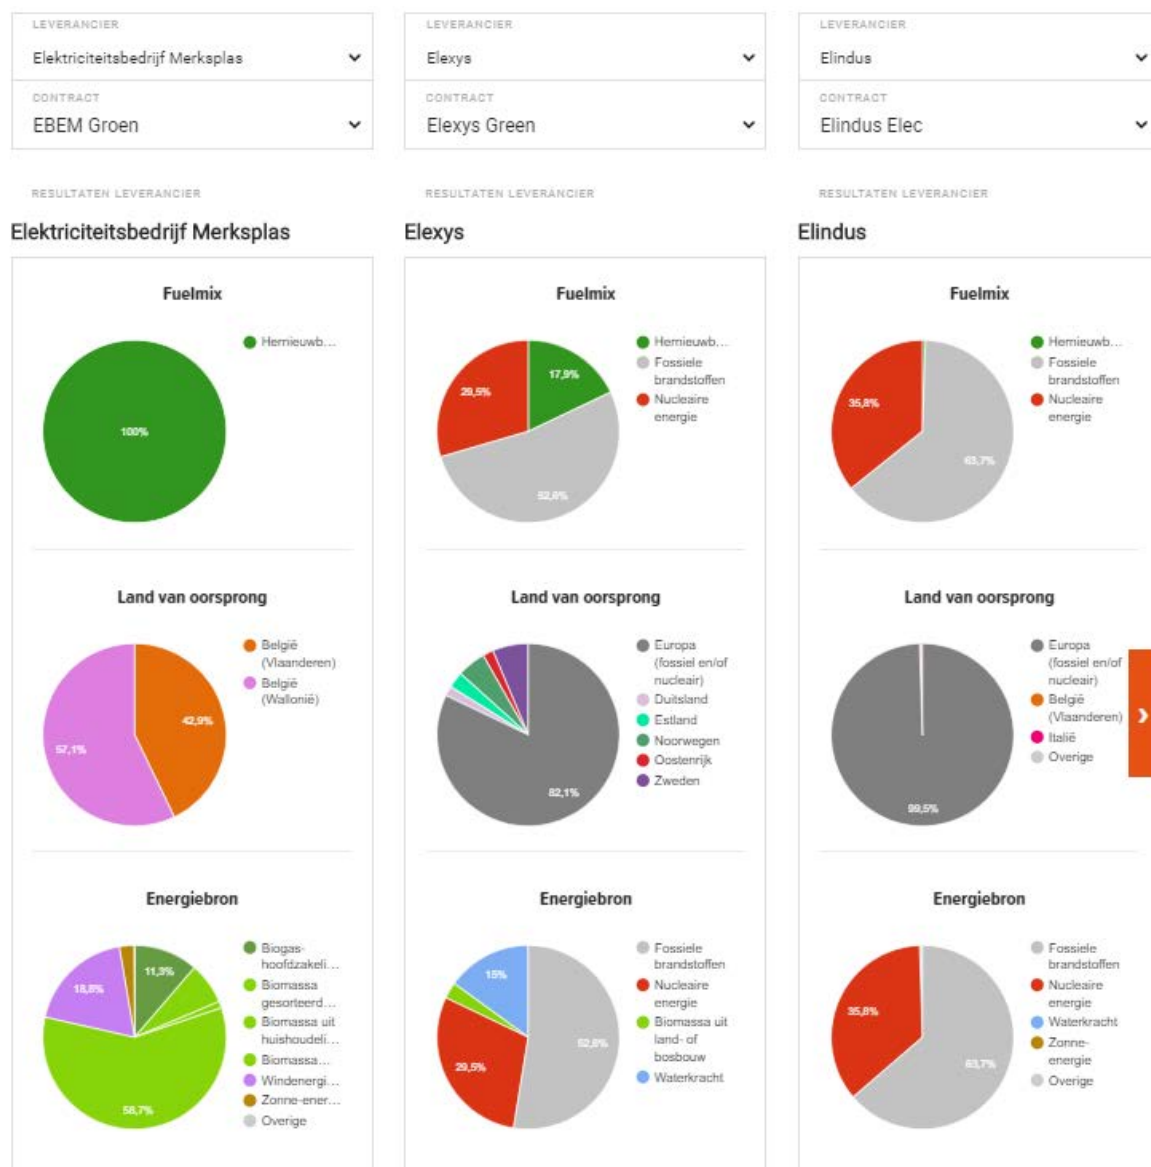 LEVERANCIER
Elektriciteitsbedrijf Merksplas
CONTRACT
EBEM Groen
RESULTATEN LEVERANCIER
Elektriciteitsbedrijf Merksplas
Fuelmix
Hernieuwb...
100%
Land van oorsprong
België
(Vlaanderen)
België
(Wallonië)
42,9%
57,1%
Energiebron
Biogas-
hoofdzakeli...
Biomassa
gesorteerd...
Biomassa uit
huishoudeli...
Biomassa...
Windenergi...
Zonne-ener...
Overige
11,3%
18,8%
58,7%
LEVERANCIER
Elexys
CONTRACT
Elexys Green
RESULTATEN LEVERANCIER
Elexys
Fuelmix
Hernieuwb...
Fossiele
brandstoffen
Nucleaire
energie
17,9%
29,5%
52,6%
Land van oorsprong
Europa
(fossiel en/of
nucleair)
Duitsland
Estland
Noorwegen
Oostenrijk
Zweden
82,1%
Energiebron
Fossiele
brandstoffen
Nucleaire
energie
Biomassa uit
land- of
bosbouw
Waterkracht
15%
52,6%
29,5%
LEVERANCIER
Elindus
CONTRACT
Elindus Elec
RESULTATEN LEVERANCIER
Elindus
Fuelmix
Hernieuwb...
Fossiele
brandstoffen
Nucleaire
energie
35,8%
63,7%
Land van oorsprong
Europa
(fossiel en/of
nucleair)
België
(Vlaanderen)
Italië
Overige
99,5%
Energiebron
Fossiele
brandstoffen
Nucleaire
energie
Waterkracht
Zonne-
energie
Overige
35,8%
63,7%